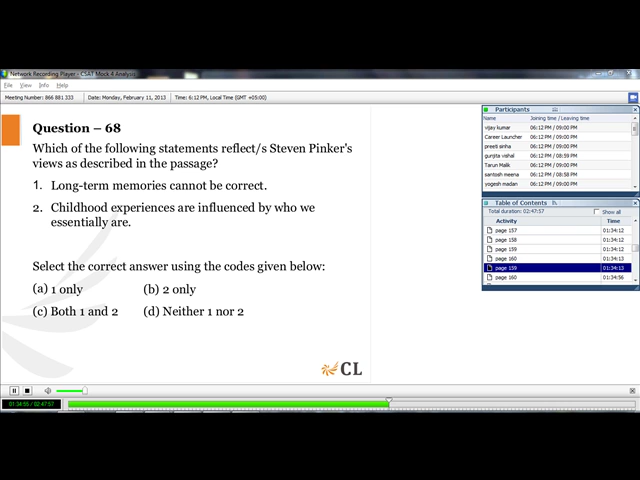 Network Recording Player - CSAT Mock 4 Analysis
File View Info Help
Meeting Number: 866 881 333 Date: Monday, February 11, 2013 Time: 6:12 PM, Local Time (GMT +05:00)
Question – 68
Which of the following statements reflect/s Steven Pinker's
views as described in the passage?
1. Long-term memories cannot be correct.
2. Childhood experiences are influenced by who we
essentially are.
Select the correct answer using the codes given below:
(a) 1 only (b) 2 only
(c) Both 1 and 2 (d) Neither 1 nor 2
CL
Participants
Name Joining time / Leaving time
vijay kumar 06:12 PM / 09:00 PM
Career Launcher 06:12 PM / 09:00 PM
preeti sinha 06:12 PM / 09:00 PM
gunjita vishal 06:12 PM / 08:59 PM
Tarun Malik 06:12 PM / 09:00 PM
santosh meena 06:12 PM / 08:58 PM
yogesh madan 06:12 PM / 09:00 PM
Table of Contents
Total duration: 02:47:57 Show all
Activity Time
page 157 01:34:12
page 158 01:34:12
page 159 01:34:12
page 160 01:34:13
page 159 01:34:13
page 160 01:34:56
01:34:55 / 02:47:57